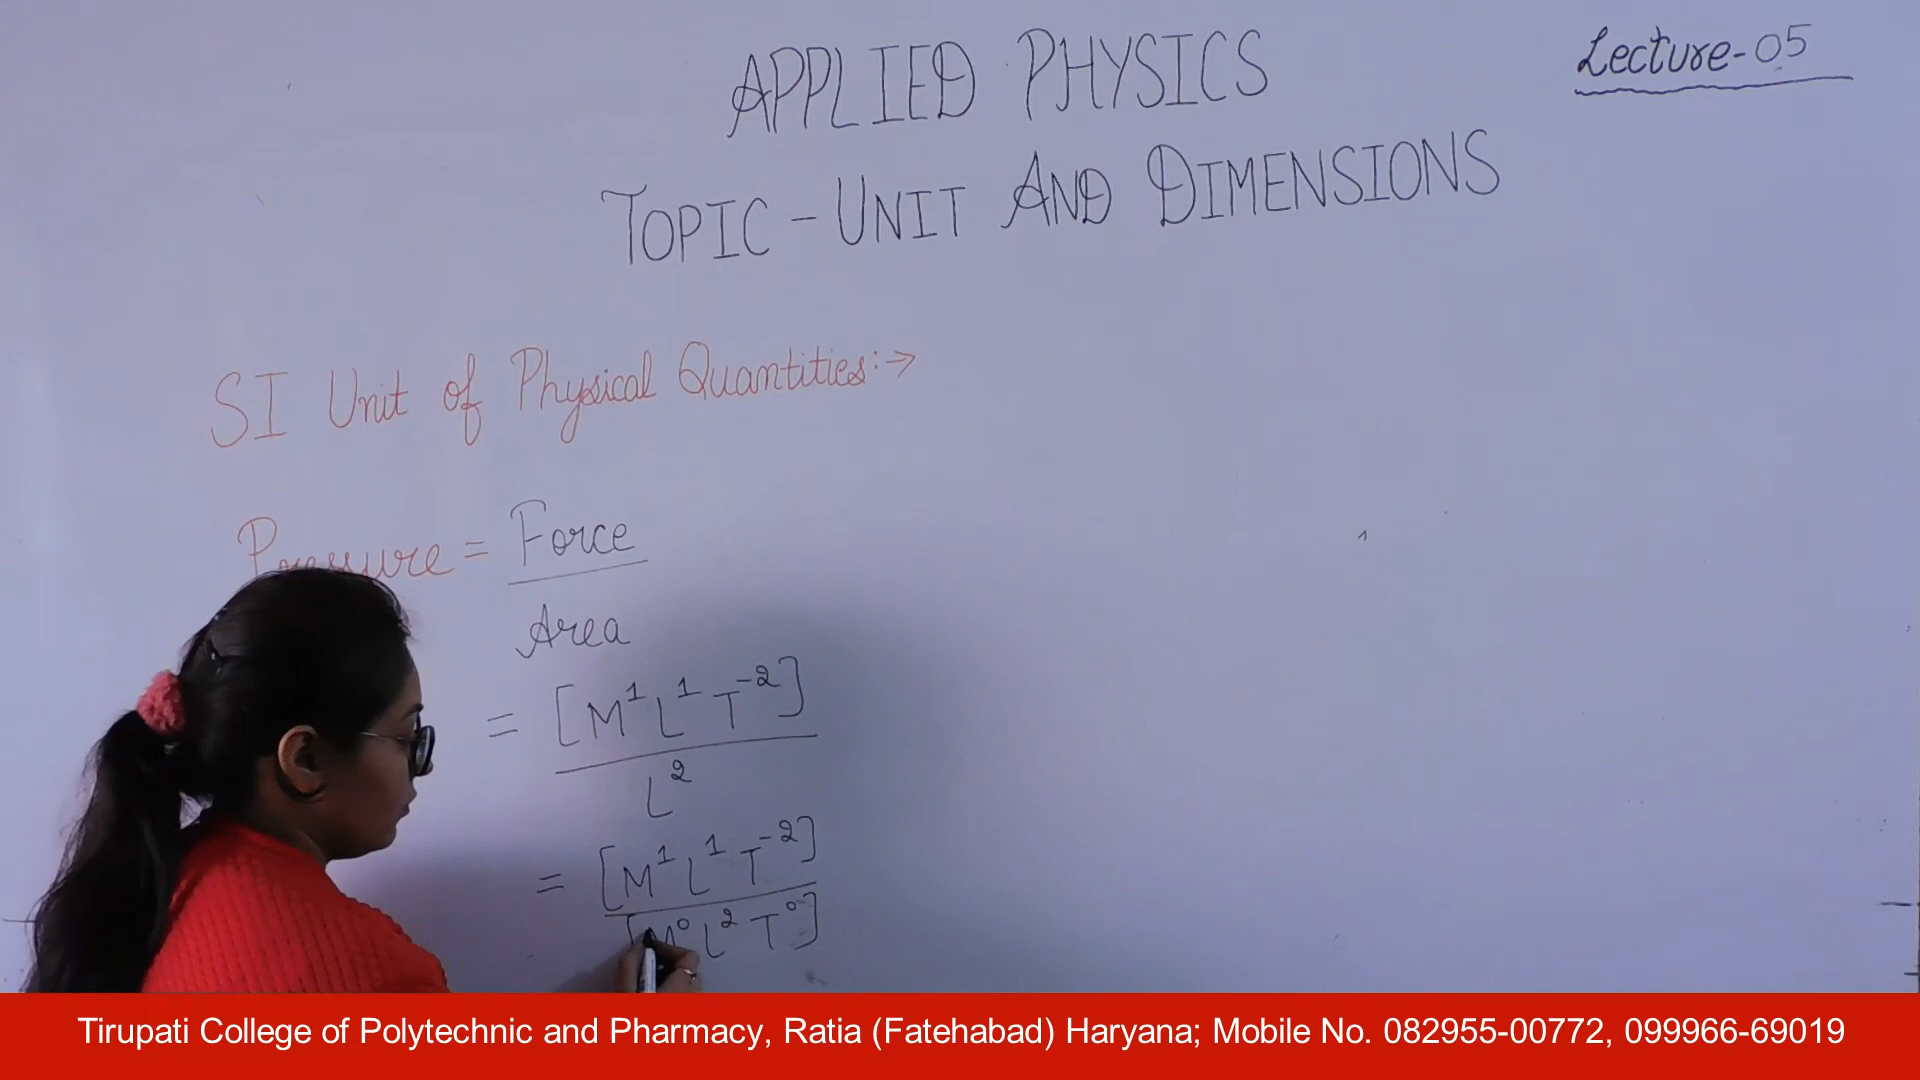 APPLIED PHYSICS
Lecture-05
TOPIC - UNIT AND DIMENSIONS
SI Unit of Physical Quantities:→
Pressure = Force
Area
= [M¹L¹T⁻²]
L²
= [M¹L¹T⁻²]
[M⁰L²T⁰]
Tirupati College of Polytechnic and Pharmacy, Ratia (Fatehabad) Haryana; Mobile No. 082955-00772, 099966-69019